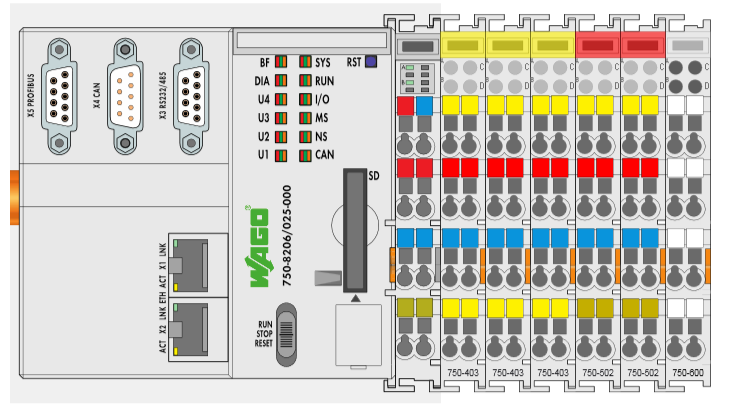 X5 PROFIBUS
X4 CAN
X3 RS232/485
BF SYS RST
DIA RUN
U4 I/O
U3 MS
U2 NS
U1 CAN
SD
WAGO
750-8206/025-000
ACT X1 LNK
ETH
ACT X2 LNK
RUN
STOP
RESET
A C
B D
A C
B D
A C
B D
A C
B D
A C
B D
A C
B D
A
B
750-403 750-403 750-403 750-502 750-502 750-600